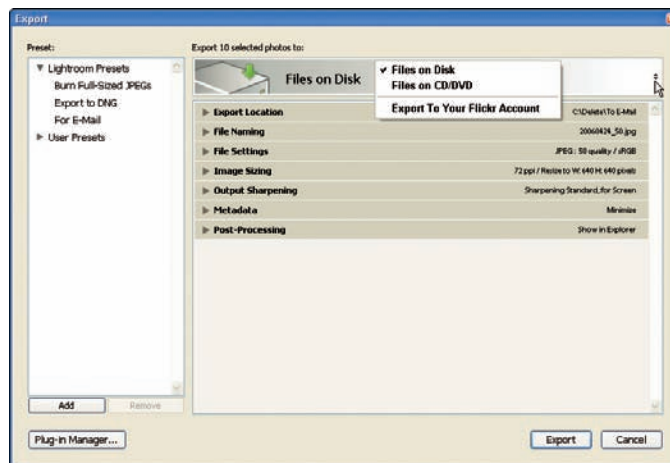 Export
Preset:
Export 10 selected photos to:
Lightroom Presets
Burn Full-Sized JPEGs
Export to DNG
For E-Mail
User Presets
Files on Disk
✓ Files on Disk
Files on CD/DVD
Export To Your Flickr Account
Export Location C:\Delete\To E-Mail
File Naming 20060424_50.jpg
File Settings JPEG: 50 quality / sRGB
Image Sizing 72 ppi / Resize to W: 640 H: 640 pixels
Output Sharpening Sharpening Standard, for Screen
Metadata Minimize
Post-Processing Show in Explorer
Add Remove
Plug-in Manager... Export Cancel